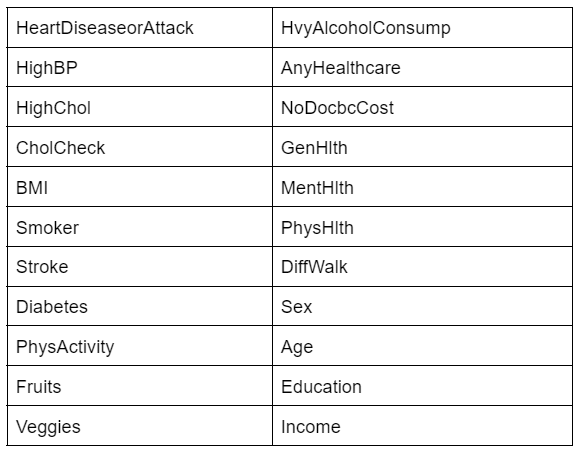 HeartDiseaseorAttack HvyAlcoholConsump
HighBP AnyHealthcare
HighChol NoDocbcCost
CholCheck GenHlth
BMI MentHlth
Smoker PhysHlth
Stroke DiffWalk
Diabetes Sex
PhysActivity Age
Fruits Education
Veggies Income